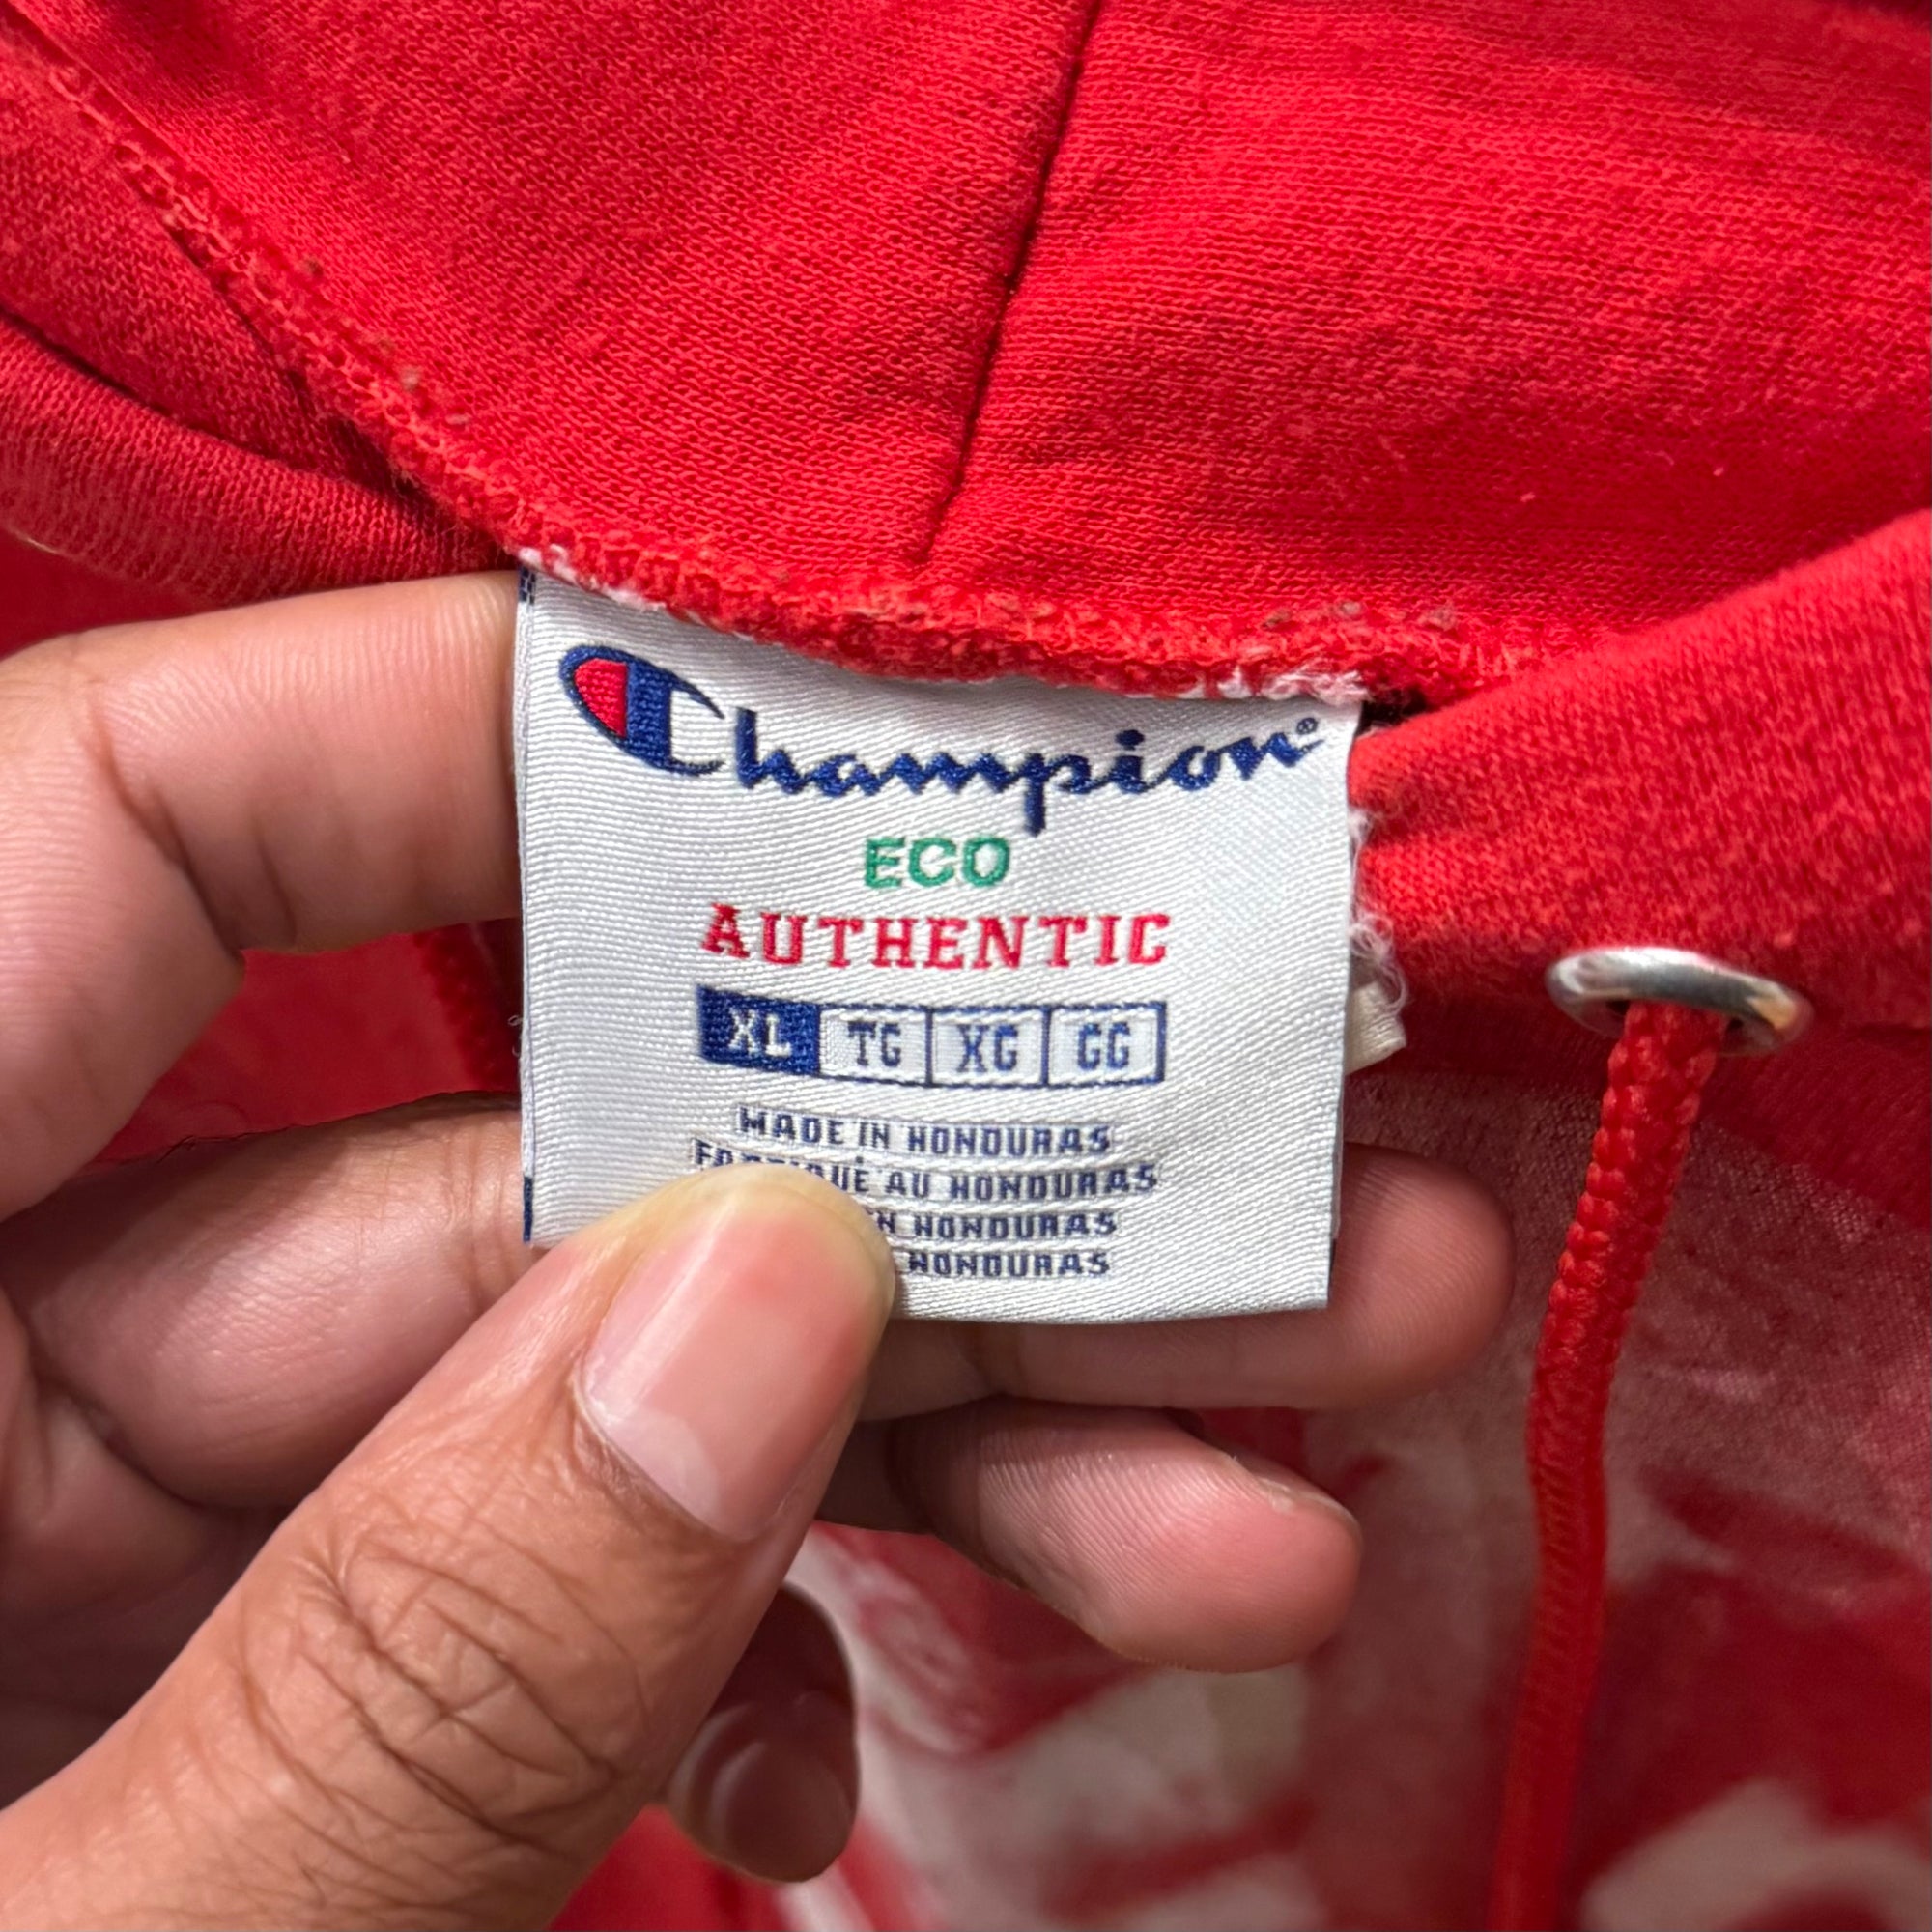 Champion®
ECO
AUTHENTIC
XL TG XG GG
MADE IN HONDURAS
AU HONDURAS
HONDURAS
HONDURAS